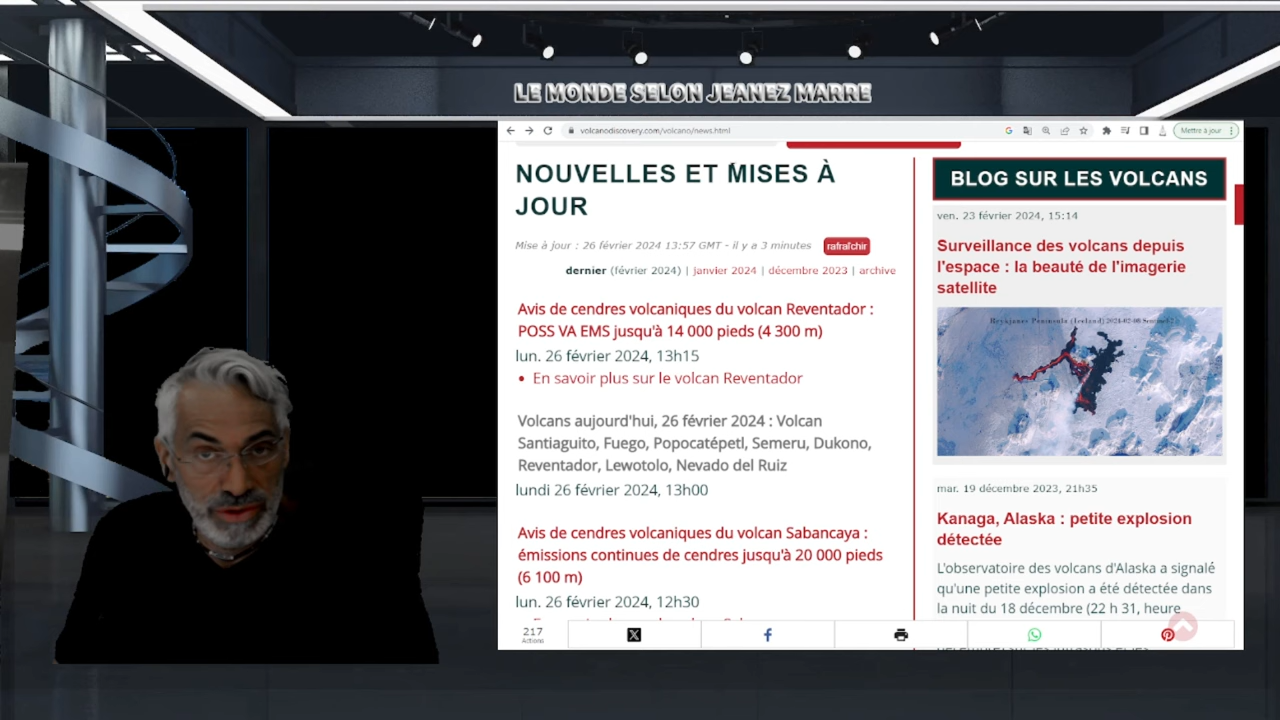 LE MONDE SELON JEANEZ MARRE
volcanodiscovery.com/volcano/news.html
Mettre à jour
NOUVELLES ET MISES À
JOUR
Mise à jour : 26 février 2024 13:57 GMT - il y a 3 minutes
rafraîchir
dernier (février 2024) | janvier 2024 | décembre 2023 | archive
Avis de cendres volcaniques du volcan Reventador :
POSS VA EMS jusqu'à 14 000 pieds (4 300 m)
lun. 26 février 2024, 13h15
• En savoir plus sur le volcan Reventador
Volcans aujourd'hui, 26 février 2024 : Volcan
Santiaguito, Fuego, Popocatépetl, Semeru, Dukono,
Reventador, Lewotolo, Nevado del Ruiz
lundi 26 février 2024, 13h00
Avis de cendres volcaniques du volcan Sabancaya :
émissions continues de cendres jusqu'à 20 000 pieds
(6 100 m)
lun. 26 février 2024, 12h30
217
Actions
BLOG SUR LES VOLCANS
ven. 23 février 2024, 15:14
Surveillance des volcans depuis
l'espace : la beauté de l'imagerie
satellite
Reykjanes Peninsula (Iceland) 2024-02-08
mar. 19 décembre 2023, 21h35
Kanaga, Alaska : petite explosion
détectée
L'observatoire des volcans d'Alaska a signalé
qu'une petite explosion a été détectée dans
la nuit du 18 décembre (22 h 31, heure